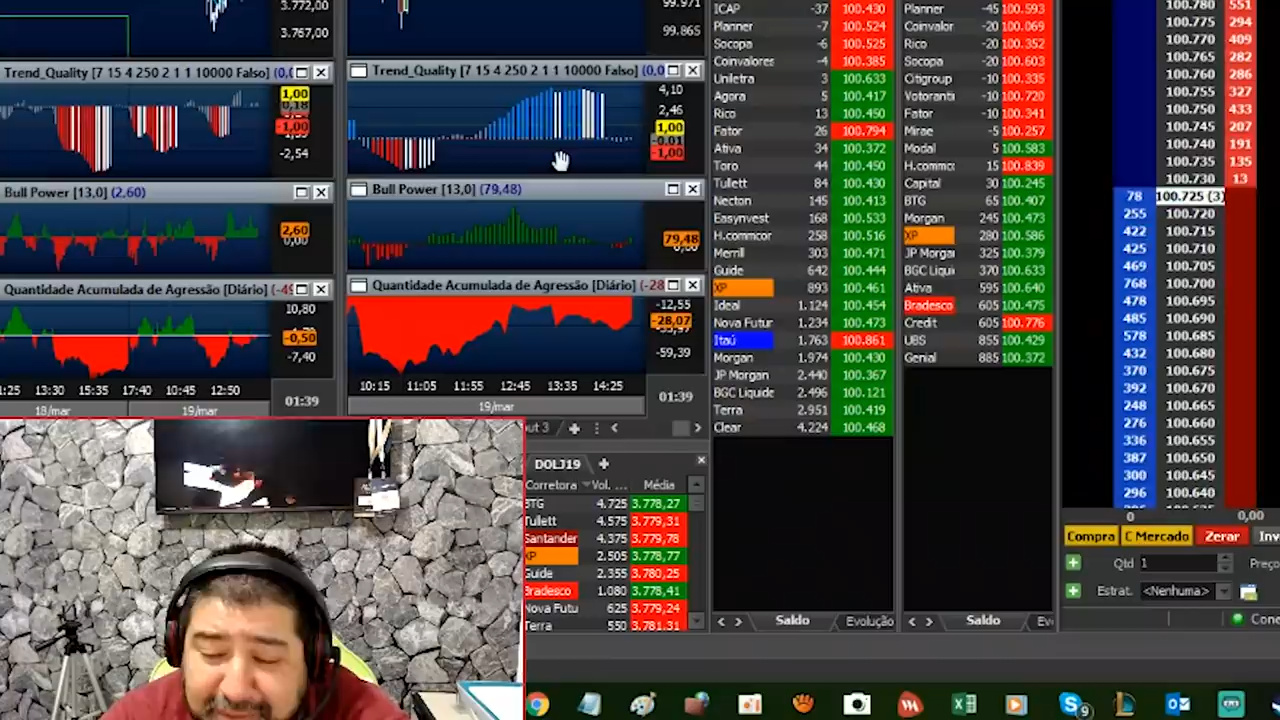 3.772,00
3.767,00
99.971
99.865
Trend_Quality [7 15 4 250 2 1 1 10000 Falso] (0,0
1,00
0,18
-1,00
-2,54
Trend_Quality [7 15 4 250 2 1 1 10000 Falso] (0,0
4,10
2,46
1,00
-0,01
-1,00
Bull Power [13,0] (2,60)
2,60
0,00
Bull Power [13,0] (79,48)
79,48
Quantidade Acumulada de Agressão [Diário] (-49
10,80
-0,50
-7,40
Quantidade Acumulada de Agressão [Diário] (-28
-12,55
-28,07
-59,39
1:25 13:30 15:35 17:40 10:45 12:50
01:39
18/mar 19/mar
10:15 11:05 11:55 12:45 13:35 14:25
01:39
19/mar
out 3
ICAP -37 100.430
Planner -7 100.524
Socopa -6 100.525
Coinvalores -4 100.385
Uniletra 3 100.633
Agora 5 100.417
Rico 13 100.450
Fator 26 100.794
Ativa 34 100.372
Toro 44 100.450
Tullett 84 100.430
Necton 145 100.413
Easynvest 168 100.533
H.commcor 258 100.516
Merrill 303 100.471
Guide 642 100.444
XP 893 100.461
Ideal 1.124 100.454
Nova Futur 1.234 100.473
Itaú 1.763 100.861
Morgan 1.974 100.430
JP Morgan 2.440 100.367
BGC Liquide 2.496 100.121
Terra 2.951 100.419
Clear 4.224 100.468
Saldo Evolução
Planner -45 100.593
Coinvalor -20 100.069
Rico -20 100.352
Socopa -20 100.603
Citigroup -10 100.335
Votoranti -10 100.720
Fator -10 100.341
Mirae -5 100.257
Modal 5 100.583
H.commc 15 100.839
Capital 30 100.245
BTG 65 100.407
Morgan 245 100.473
XP 280 100.586
JP Morga 325 100.379
BGC Liqui 370 100.633
Ativa 595 100.640
Bradesco 605 100.475
Credit 605 100.776
UBS 855 100.429
Genial 885 100.372
Saldo Ev
100.780 551
100.775 294
100.770 409
100.765 282
100.760 286
100.755 327
100.750 433
100.745 207
100.740 191
100.735 135
100.730 13
78 100.725 (3)
255 100.720
422 100.715
425 100.710
469 100.705
768 100.700
478 100.695
485 100.690
578 100.685
432 100.680
370 100.675
392 100.670
248 100.665
276 100.660
336 100.655
387 100.650
300 100.645
296 100.640
0 0,00
Compra C Mercado Zerar Inv
Qtd 1 Preço
Estrat. <Nenhuma>
Cone
DOLJ19
Corretora Vol. ... Média
BTG 4.725 3.778,27
Tullett 4.575 3.779,31
Santander 4.375 3.779,78
XP 2.505 3.778,77
Guide 2.355 3.780,25
Bradesco 1.080 3.778,41
Nova Futu 625 3.779,24
Terra 550 3.781,31
9